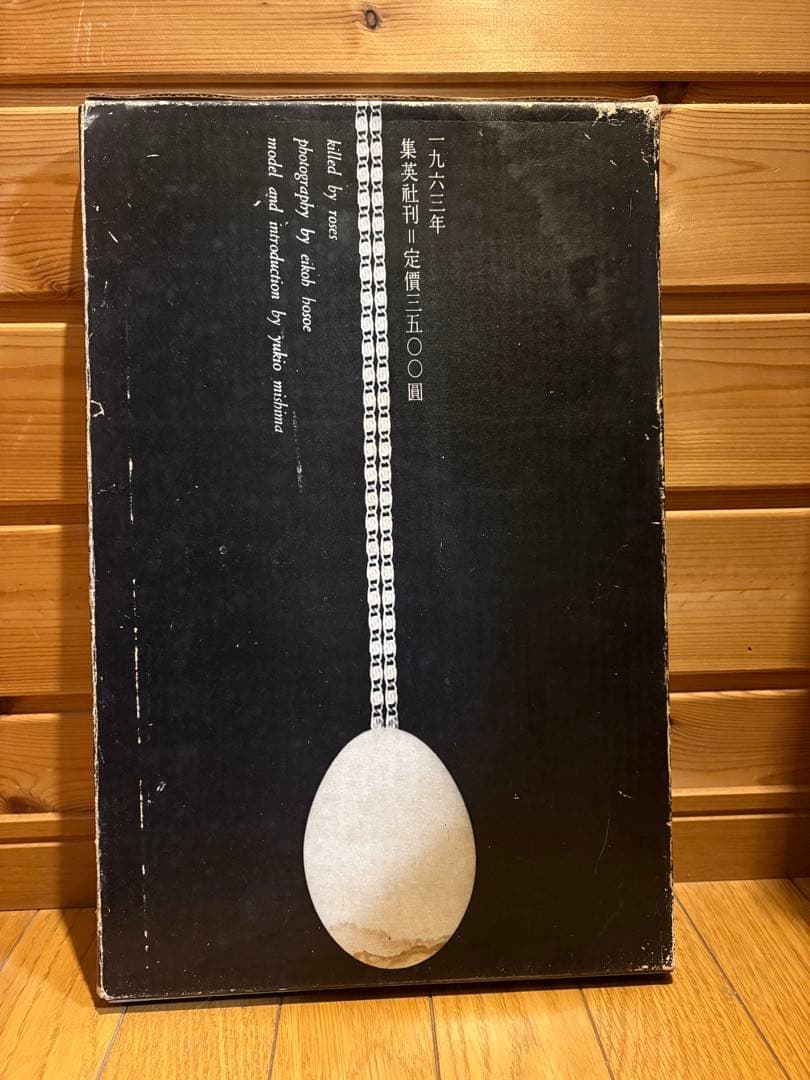 一九六三年
集英社刊＝定價三五〇〇圓
killed by roses
photography by eikoh hosoe
model and introduction by yukio mishima